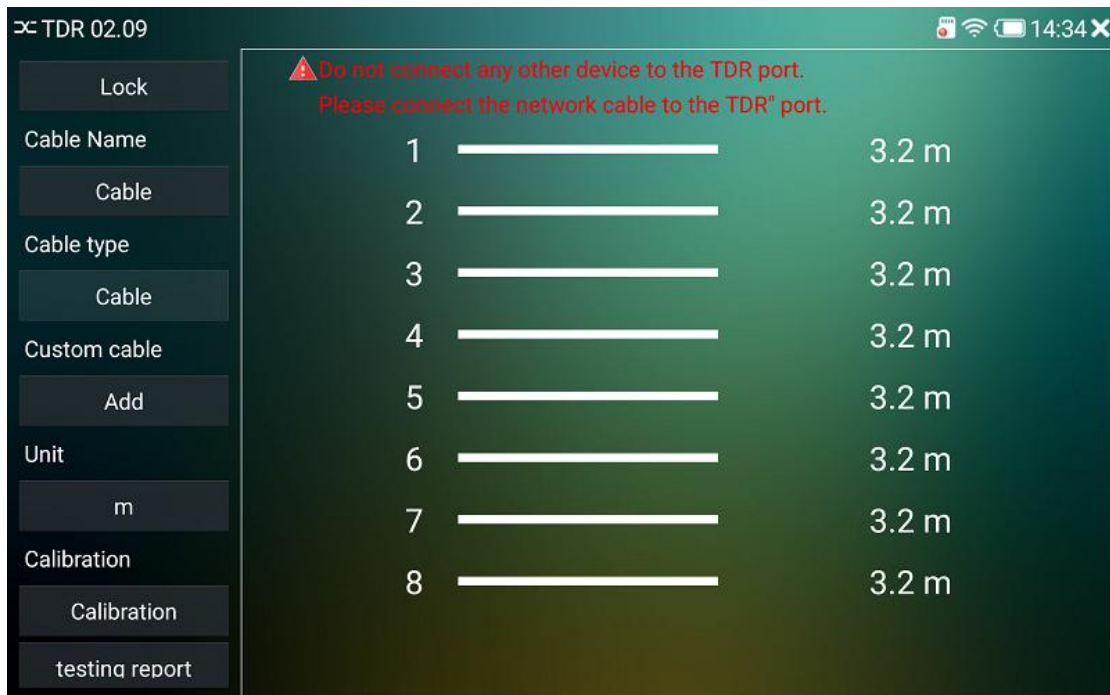 TDR 02.09
14:34
Lock
Cable Name
Cable
Cable type
Cable
Custom cable
Add
Unit
m
Calibration
Calibration
testing report
Do not connect any other device to the TDR port.
Please connect the network cable to the TDR" port.
1 3.2 m
2 3.2 m
3 3.2 m
4 3.2 m
5 3.2 m
6 3.2 m
7 3.2 m
8 3.2 m